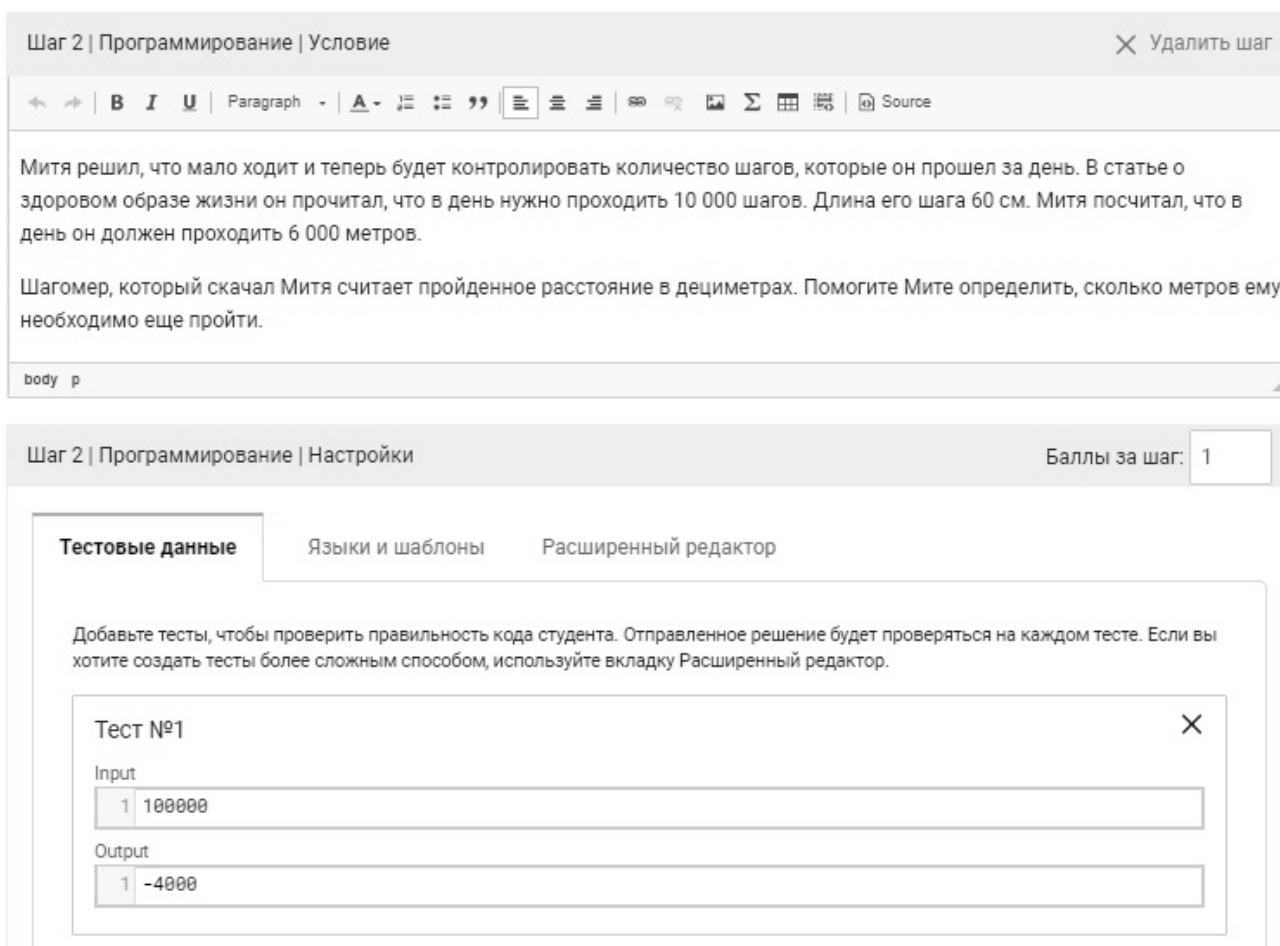 Шаг 2 | Программирование | Условие
Удалить шаг
B I U Paragraph A Source
Митя решил, что мало ходит и теперь будет контролировать количество шагов, которые он прошел за день. В статье о
здоровом образе жизни он прочитал, что в день нужно проходить 10 000 шагов. Длина его шага 60 см. Митя посчитал, что в
день он должен проходить 6 000 метров.
Шагомер, который скачал Митя считает пройденное расстояние в дециметрах. Помогите Мите определить, сколько метров ему
необходимо еще пройти.
body p
Шаг 2 | Программирование | Настройки
Баллы за шаг: 1
Тестовые данные Языки и шаблоны Расширенный редактор
Добавьте тесты, чтобы проверить правильность кода студента. Отправленное решение будет проверяться на каждом тесте. Если вы
хотите создать тесты более сложным способом, используйте вкладку Расширенный редактор.
Тест №1
Input
1 100000
Output
1 -4000